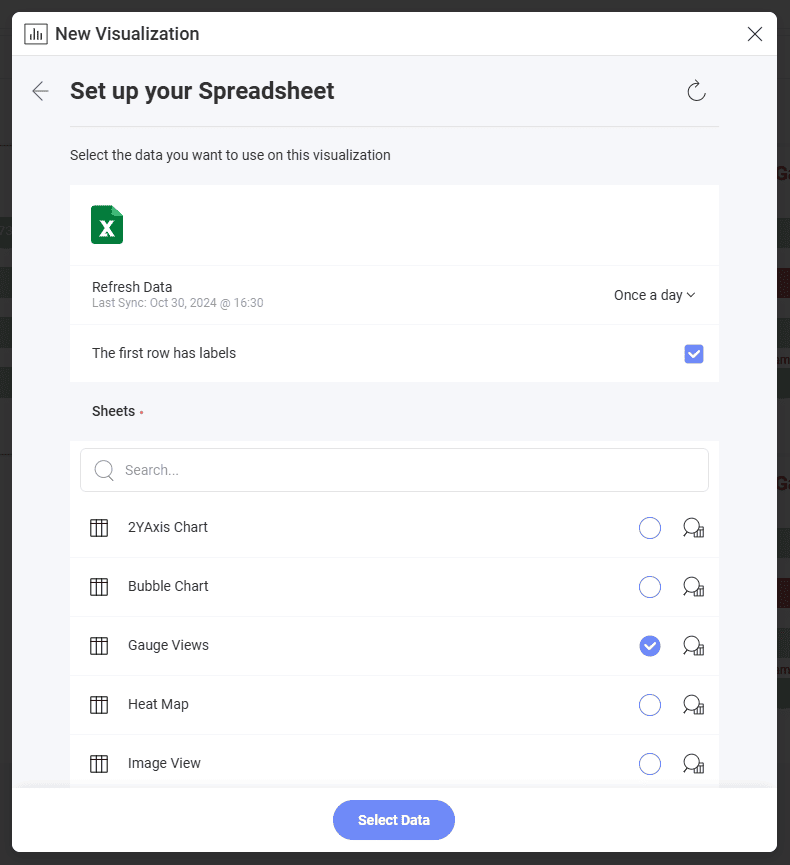 New Visualization
Set up your Spreadsheet
Select the data you want to use on this visualization
Refresh Data
Last Sync: Oct 30, 2024 @ 16:30
Once a day
The first row has labels
Sheets •
Search...
2YAxis Chart
Bubble Chart
Gauge Views
Heat Map
Image View
Select Data